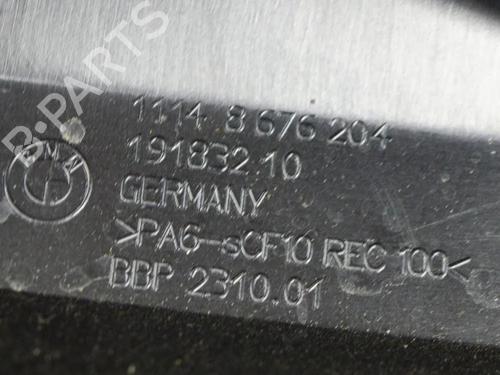 B-PARTS
1114 8 676 204
191832 10
BMW
GERMANY
>PA6-sCF10 REC 100<
BBP 2310.01